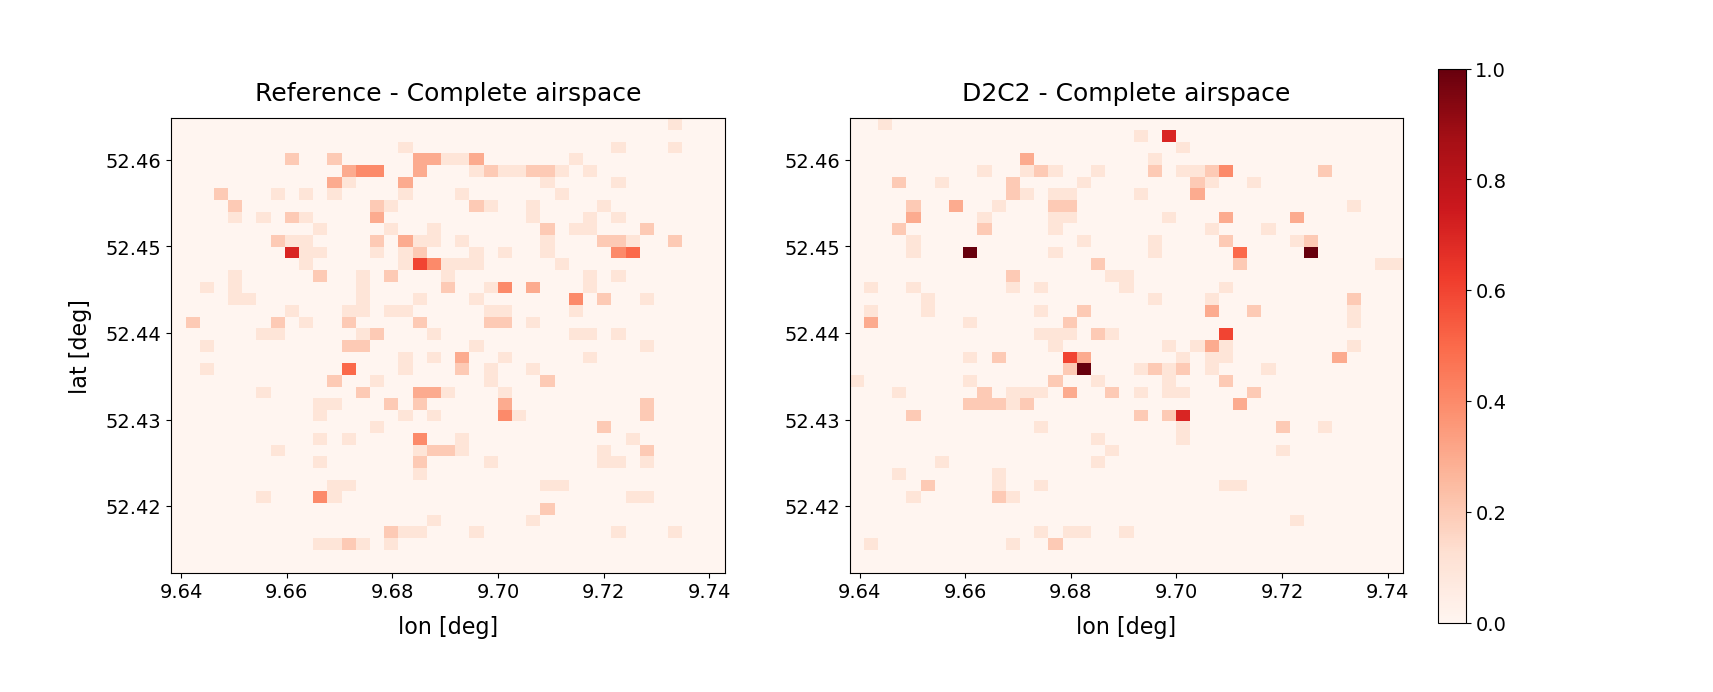 Reference - Complete airspace
52.46
52.45
52.44
52.43
52.42
lat [deg]
9.64 9.66 9.68 9.70 9.72 9.74
lon [deg]
D2C2 - Complete airspace
52.46
52.45
52.44
52.43
52.42
9.64 9.66 9.68 9.70 9.72 9.74
lon [deg]
1.0
0.8
0.6
0.4
0.2
0.0